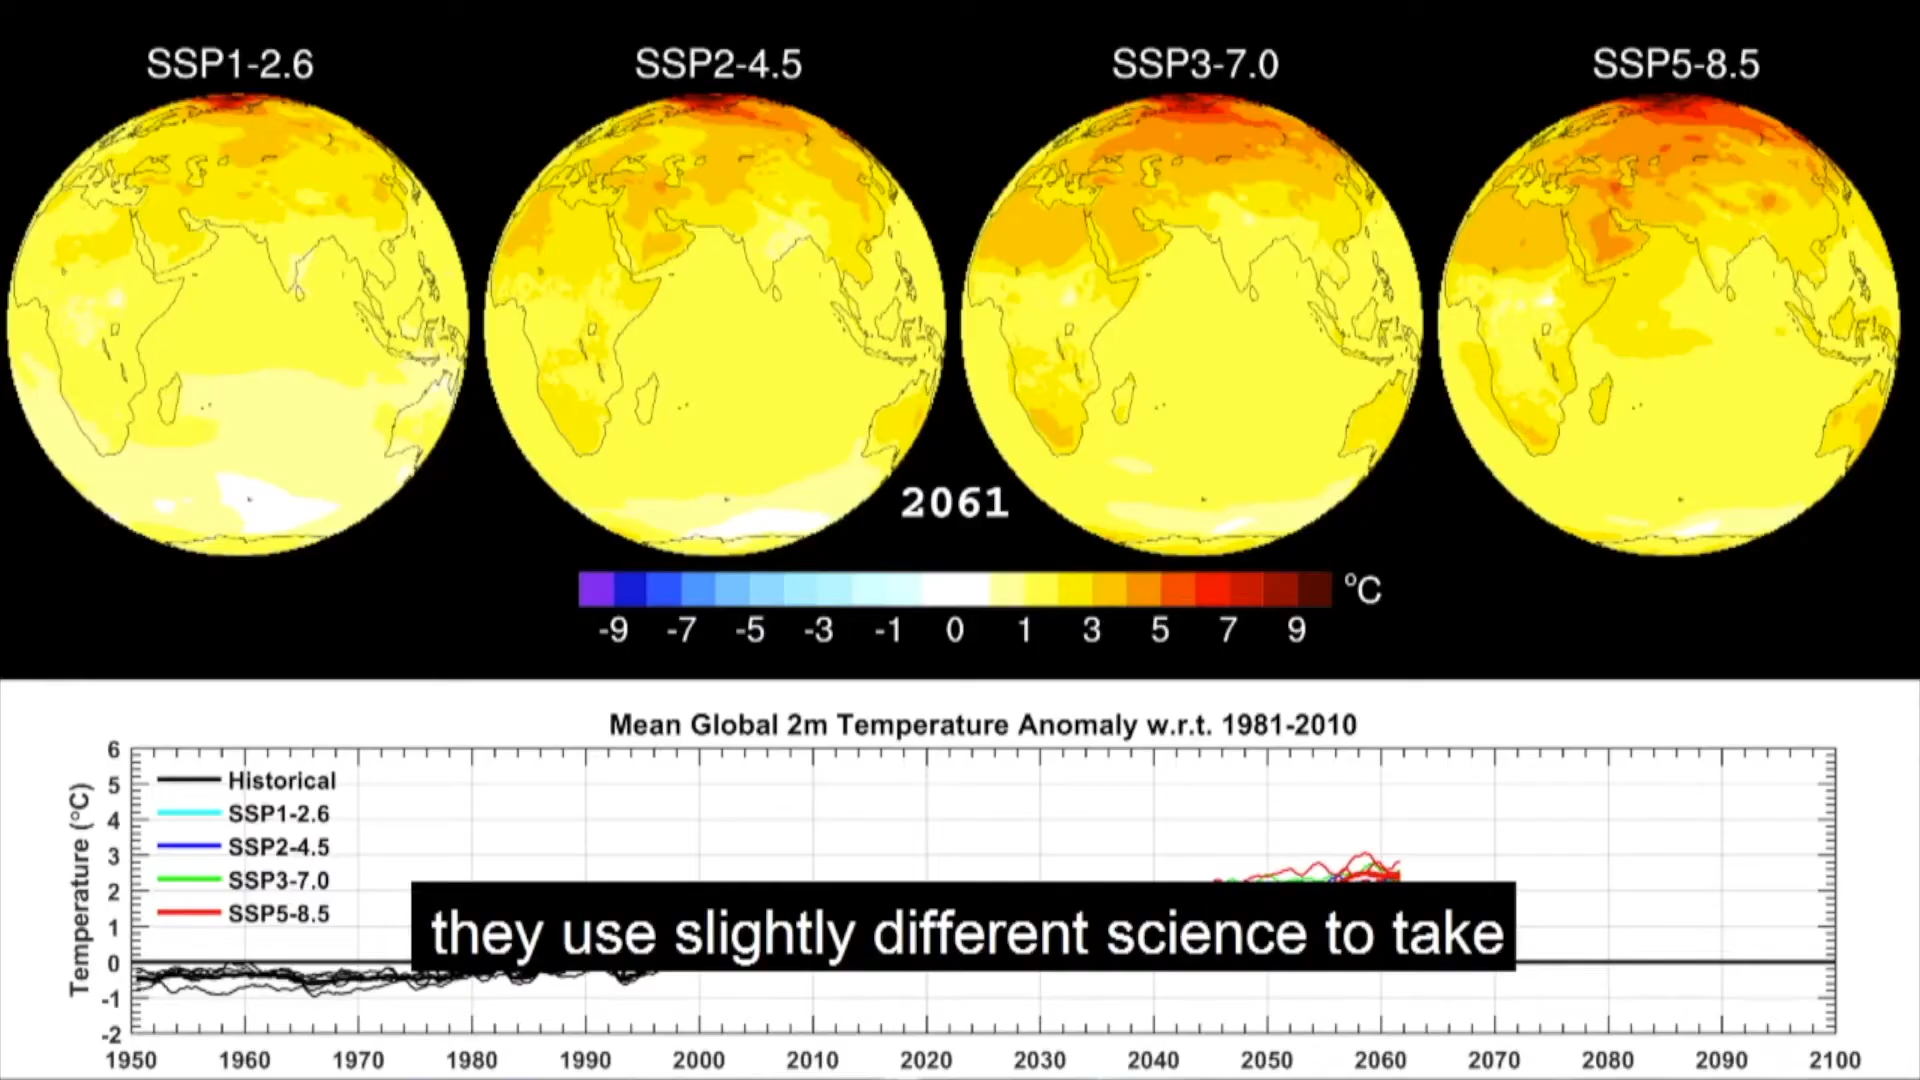 SSP1-2.6 SSP2-4.5 SSP3-7.0 SSP5-8.5
2061
-9 -7 -5 -3 -1 0 1 3 5 7 9 °C
Mean Global 2m Temperature Anomaly w.r.t. 1981-2010
Temperature (°C)
6
5
4
3
2
1
0
-1
-2
Historical
SSP1-2.6
SSP2-4.5
SSP3-7.0
SSP5-8.5
they use slightly different science to take
1950 1960 1970 1980 1990 2000 2010 2020 2030 2040 2050 2060 2070 2080 2090 2100